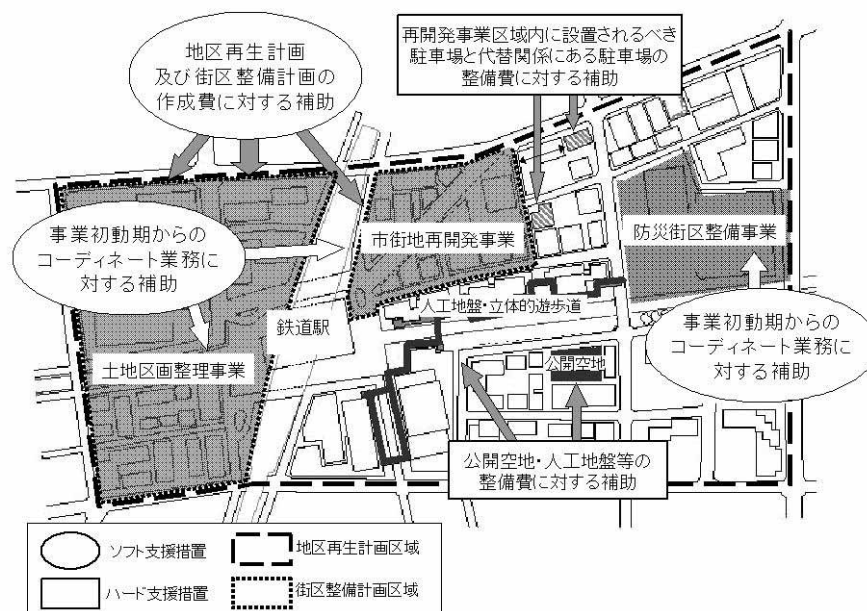 地区再生計画
及び街区整備計画の
作成費に対する補助
再開発事業区域内に設置されるべき
駐車場と代替関係にある駐車場の
整備費に対する補助
事業初動期からの
コーディネート業務に
対する補助
市街地再開発事業
防災街区整備事業
人工地盤・立体的遊歩道
鉄道駅
土地区画整理事業
公開空地
事業初動期からの
コーディネート業務に
対する補助
公開空地・人工地盤等の
整備費に対する補助
ソフト支援措置
地区再生計画区域
ハード支援措置
街区整備計画区域